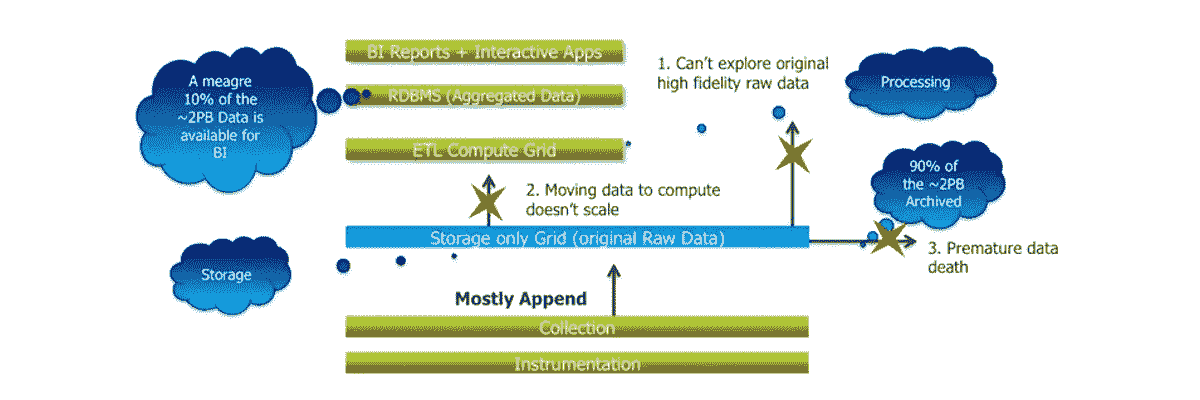 BI Reports + Interactive Apps
RDBMS (Aggregated Data)
ETL Compute Grid
A meagre
10% of the
~2PB Data is
available for
BI
1. Can't explore original
high fidelity raw data
Processing
2. Moving data to compute
doesn't scale
90% of
the ~2PB
Archived
Storage only Grid (original Raw Data)
3. Premature data
death
Storage
Mostly Append
Collection
Instrumentation